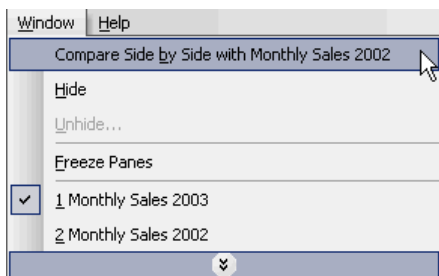 Window Help
Compare Side by Side with Monthly Sales 2002
Hide
Unhide...
Freeze Panes
1 Monthly Sales 2003
2 Monthly Sales 2002